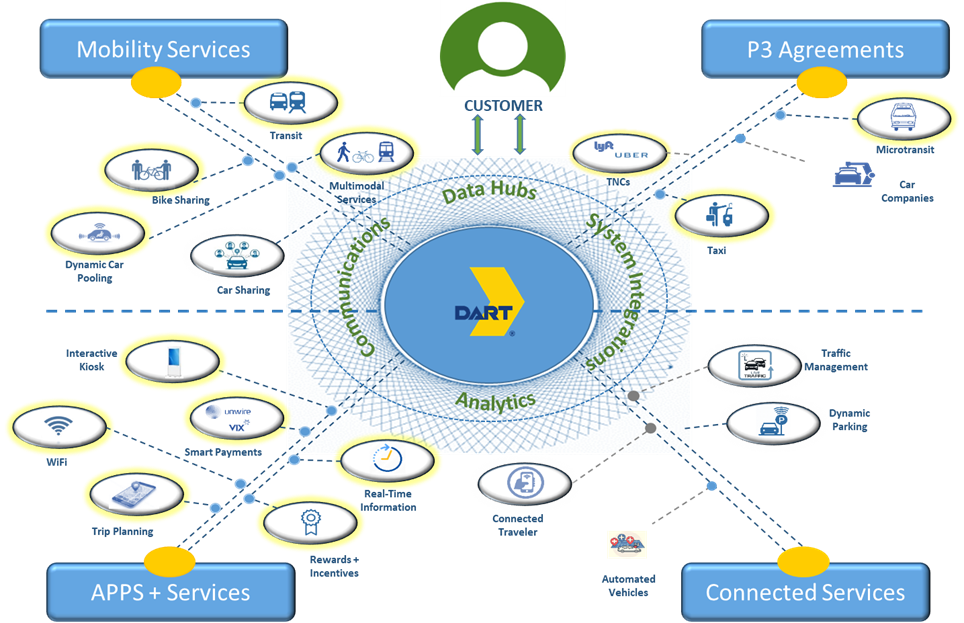 Mobility Services
P3 Agreements
CUSTOMER
Transit
Multimodal
Services
Bike Sharing
Dynamic Car
Pooling
Car Sharing
lyft
UBER
TNCs
Microtransit
Car
Companies
Taxi
Data Hubs
Communications
System Integrations
Analytics
DART
®
Interactive
Kiosk
unwire
VIX
Smart Payments
WiFi
Real-Time
Information
Trip Planning
Rewards +
Incentives
TRAFFIC
Traffic
Management
P
Dynamic
Parking
Connected
Traveler
Automated
Vehicles
APPS + Services
Connected Services